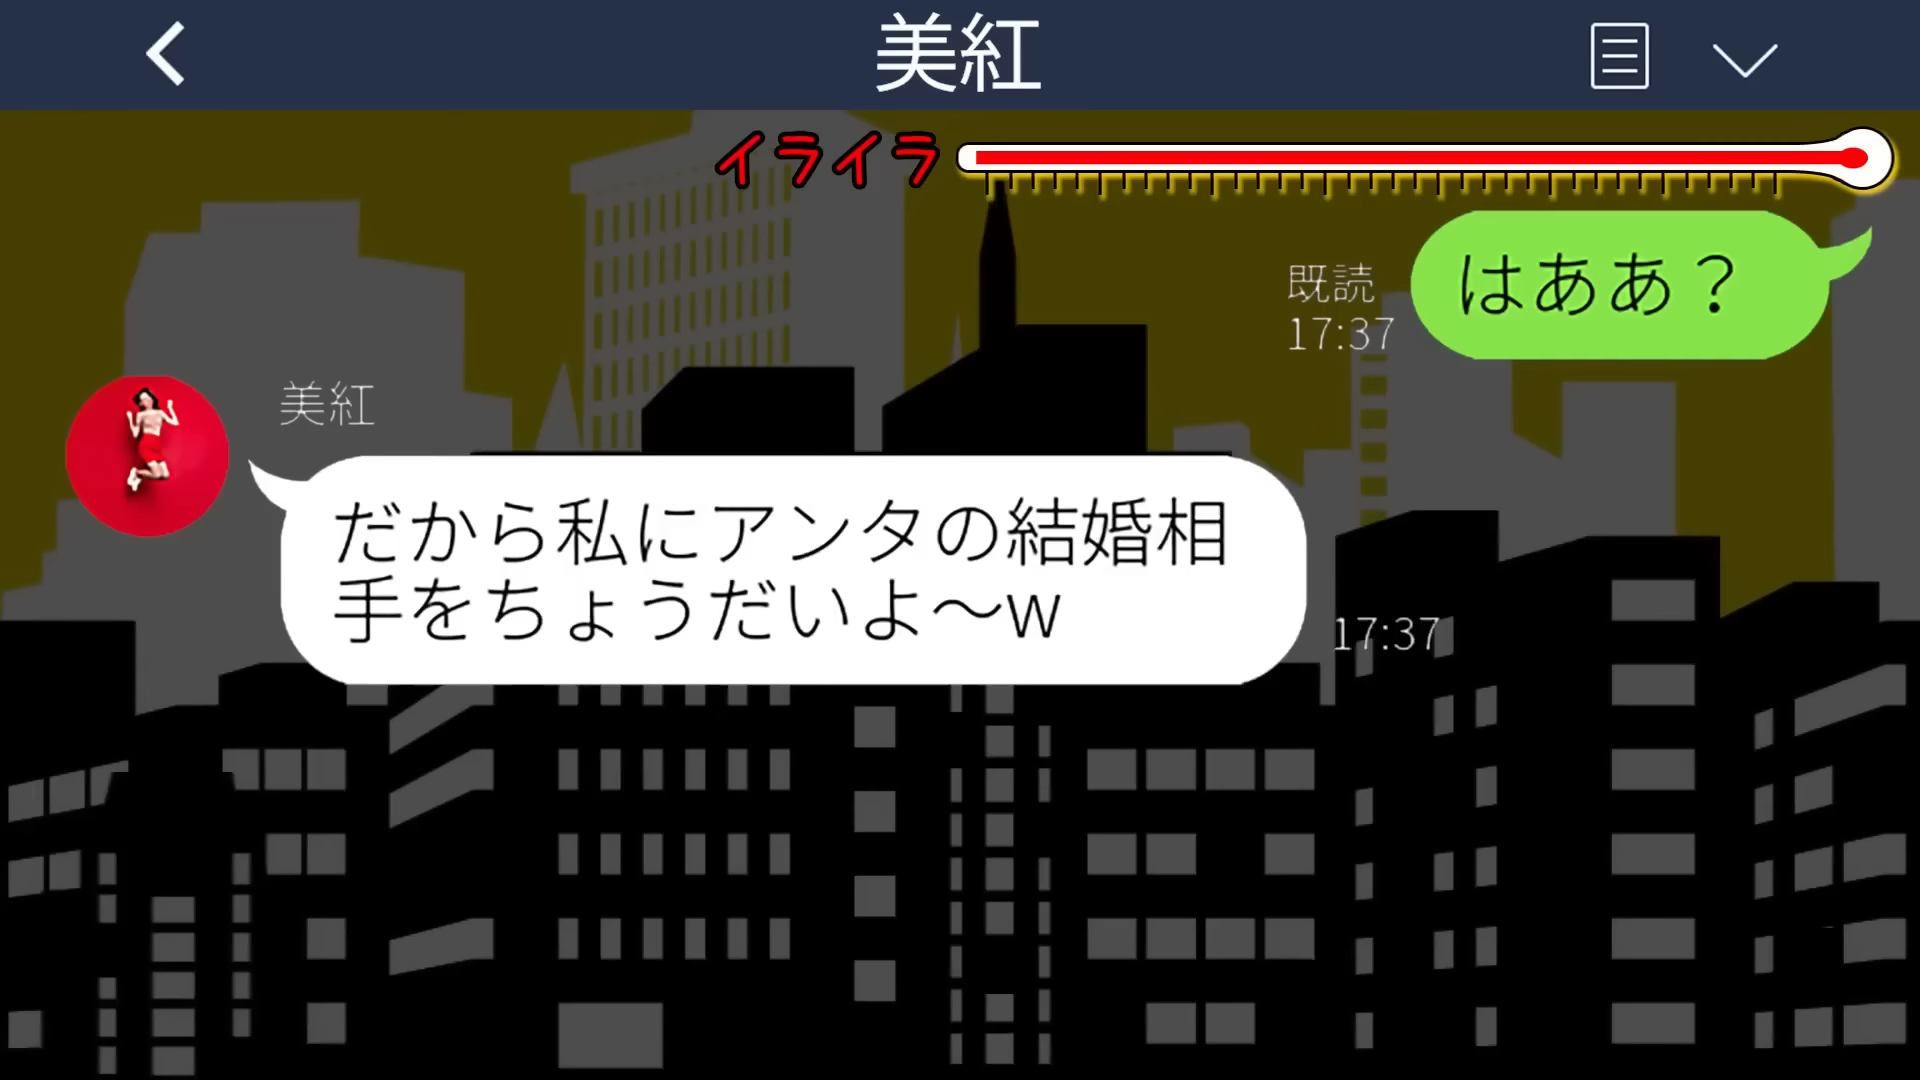 美紅
イライラ
はああ？
既読
17:37
美紅
だから私にアンタの結婚相
手をちょうだいよ～w
17:37